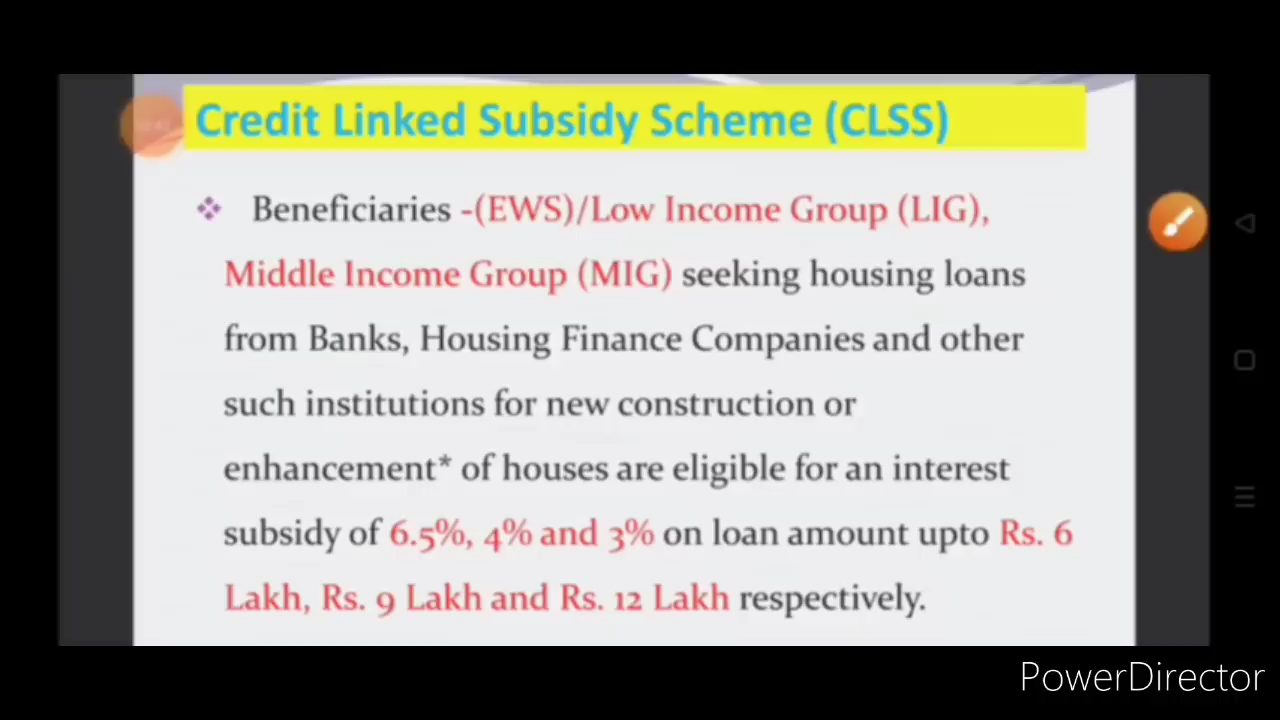 Credit Linked Subsidy Scheme (CLSS)
Beneficiaries -(EWS)/Low Income Group (LIG),
Middle Income Group (MIG) seeking housing loans
from Banks, Housing Finance Companies and other
such institutions for new construction or
enhancement* of houses are eligible for an interest
subsidy of 6.5%, 4% and 3% on loan amount upto Rs. 6
Lakh, Rs. 9 Lakh and Rs. 12 Lakh respectively.
PowerDirector